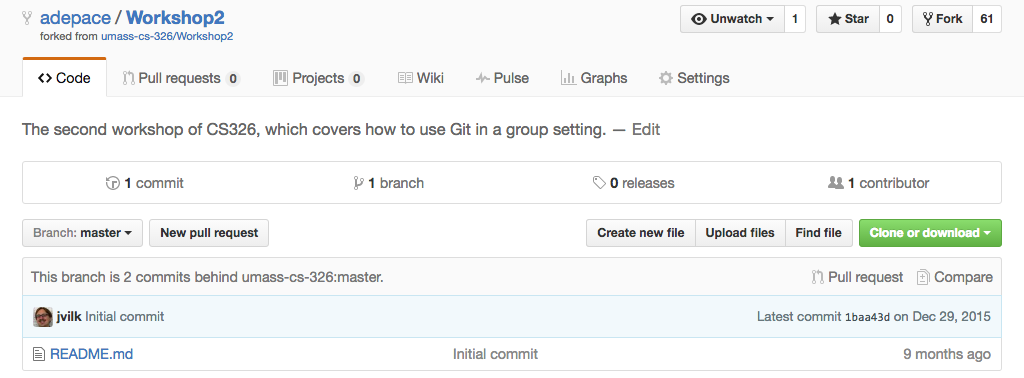 adepace / Workshop2
Unwatch 1 Star 0 Fork 61
forked from umass-cs-326/Workshop2
Code Pull requests 0 Projects 0 Wiki Pulse Graphs Settings
The second workshop of CS326, which covers how to use Git in a group setting. — Edit
1 commit 1 branch 0 releases 1 contributor
Branch: master New pull request Create new file Upload files Find file Clone or download
This branch is 2 commits behind umass-cs-326:master. Pull request Compare
jvilk Initial commit Latest commit 1baa43d on Dec 29, 2015
README.md Initial commit 9 months ago